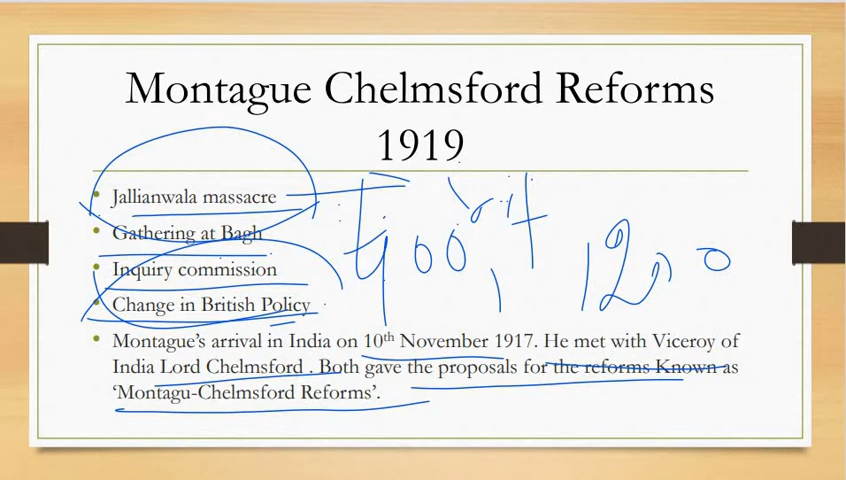 Montague Chelmsford Reforms
1919
• Jallianwala massacre
• Gathering at Bagh
• Inquiry commission
• Change in British Policy
• Montague's arrival in India on 10th November 1917. He met with Viceroy of
India Lord Chelmsford . Both gave the proposals for the reforms Known as
'Montagu-Chelmsford Reforms'.